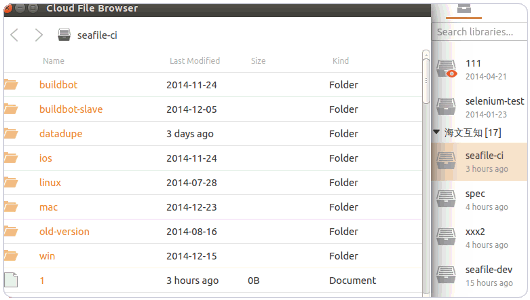 Cloud File Browser
seafile-ci
Name Last Modified Size Kind
buildbot 2014-11-24 Folder
buildbot-slave 2014-12-05 Folder
datadupe 3 days ago Folder
ios 2014-11-24 Folder
linux 2014-07-28 Folder
mac 2014-12-23 Folder
old-version 2014-08-16 Folder
win 2014-12-15 Folder
1 3 hours ago 0B Document
Search libraries...
111
2014-04-21
selenium-test
2014-01-23
海文互知 [17]
seafile-ci
3 hours ago
spec
4 hours ago
xxx2
4 hours ago
seafile-dev
15 hours ago